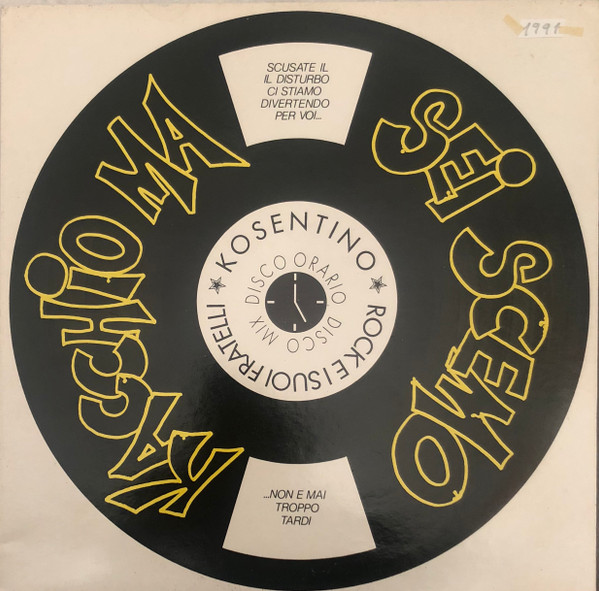 1991
SCUSATE IL
IL DISTURBO
CI STIAMO
DIVERTENDO
PER VOI...
MA
SEI SCEMO
KOSENTINO
ROCK E I SUOI FRATELLI
DISCO ORARIO DISCO MIX
...NON E MAI
TROPPO
TARDI